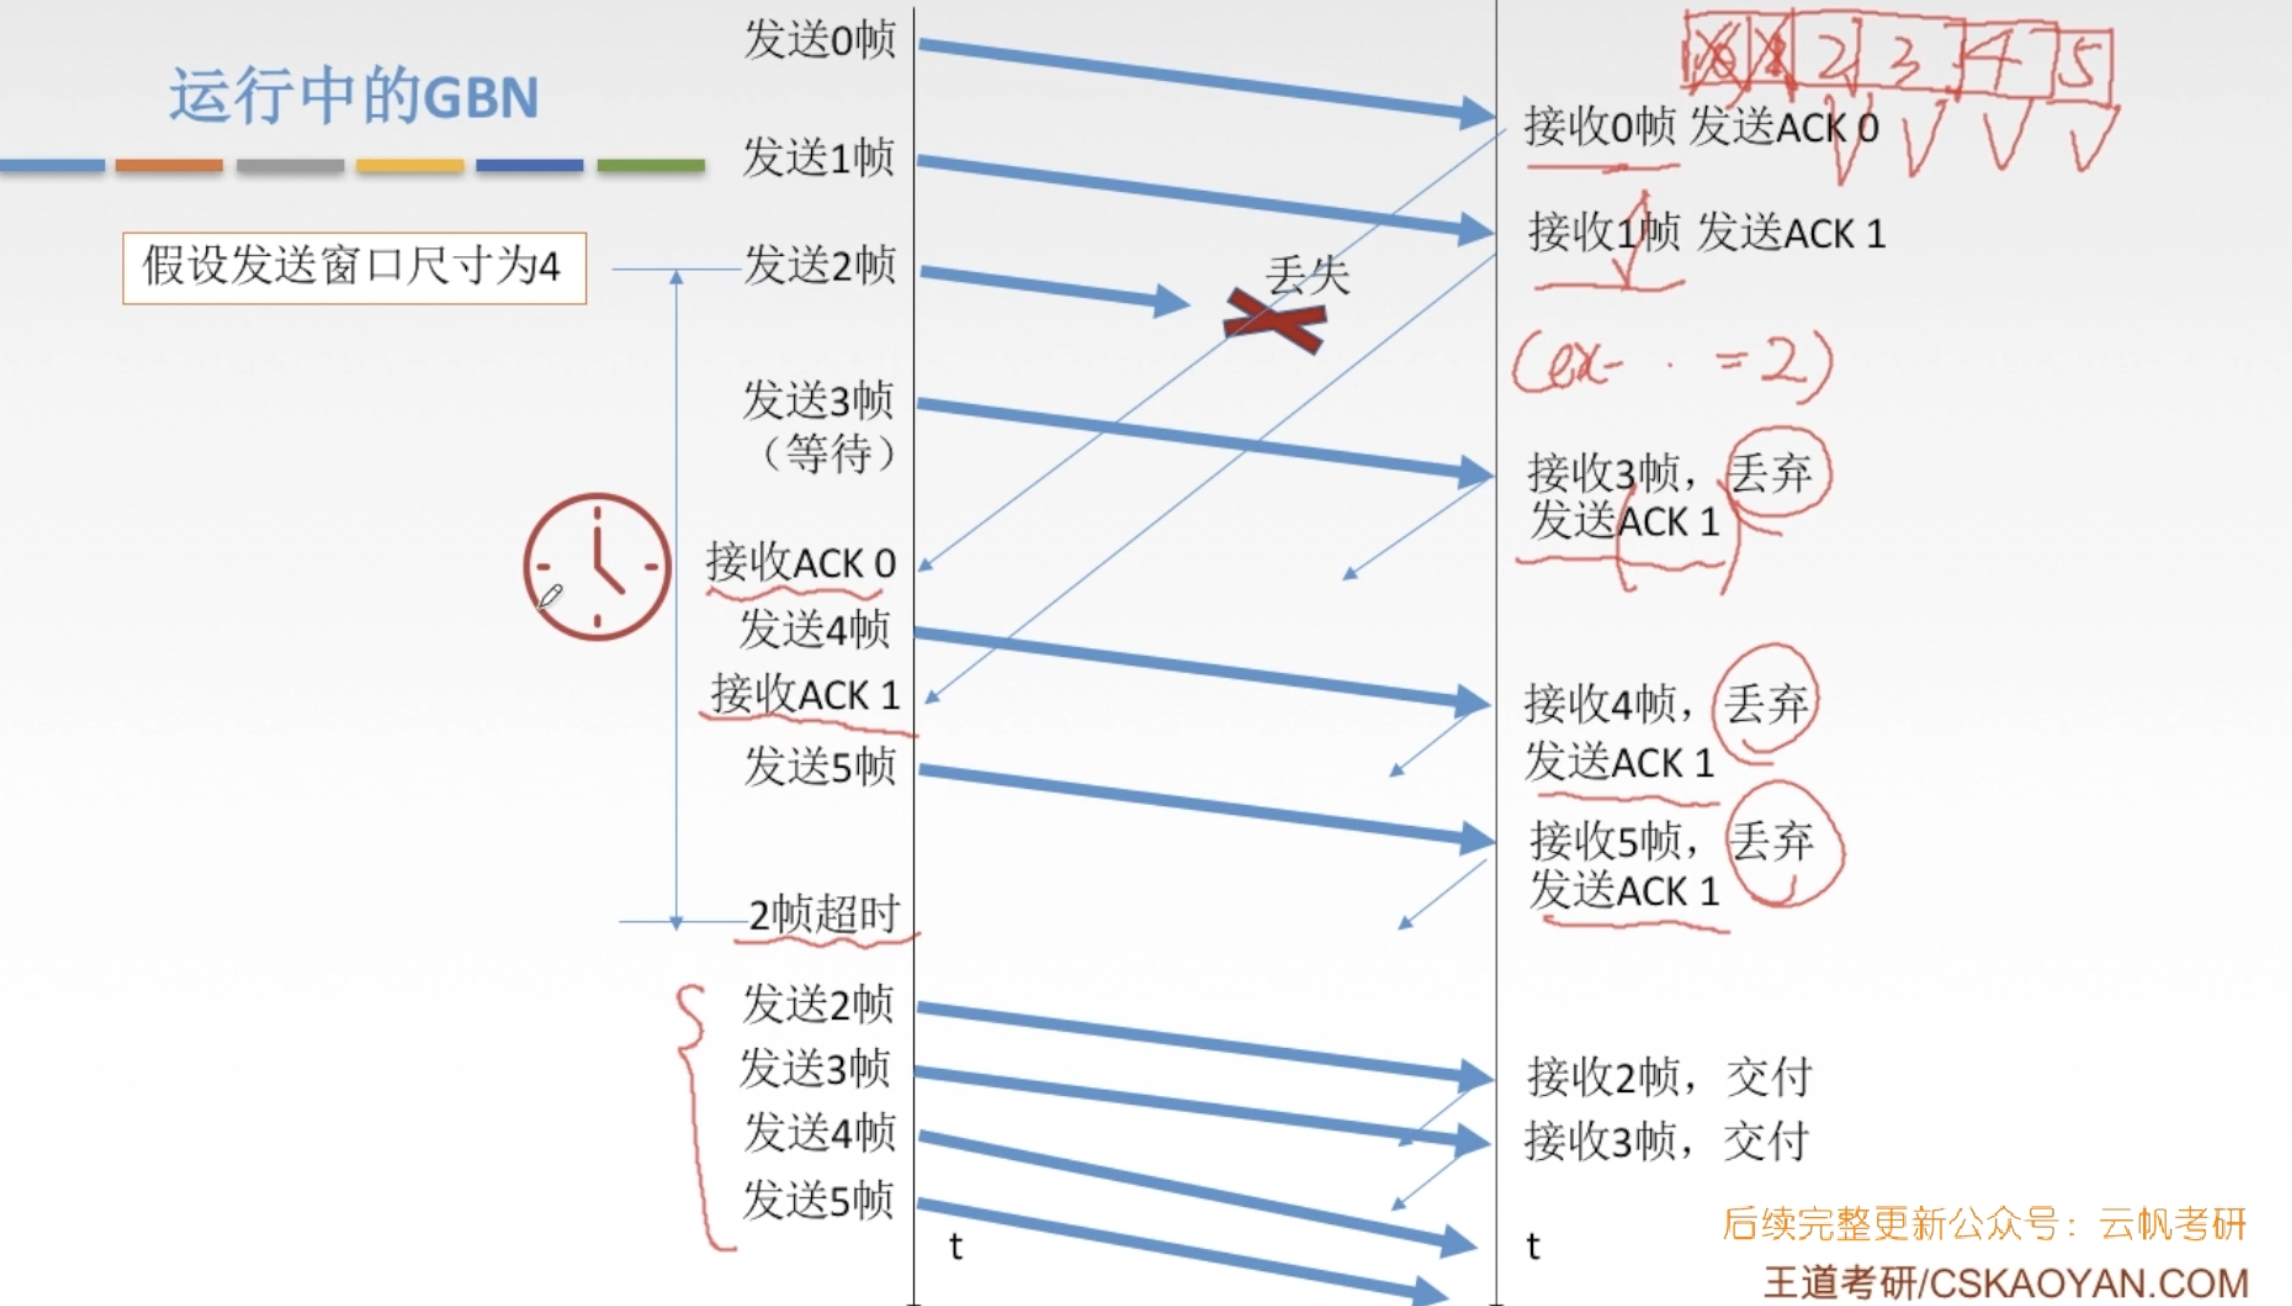 运行中的GBN
假设发送窗口尺寸为4
发送0帧
发送1帧
发送2帧
发送3帧
（等待）
接收ACK 0
发送4帧
接收ACK 1
发送5帧
2帧超时
发送2帧
发送3帧
发送4帧
发送5帧
t
丢失
0 1 2 3 4 5
接收0帧 发送ACK 0
接收1帧 发送ACK 1
(ex- · =2)
接收3帧，丢弃
发送ACK 1
接收4帧，丢弃
发送ACK 1
接收5帧，丢弃
发送ACK 1
接收2帧，交付
接收3帧，交付
t
后续完整更新公众号：云帆考研
王道考研/CSKAOYAN.COM